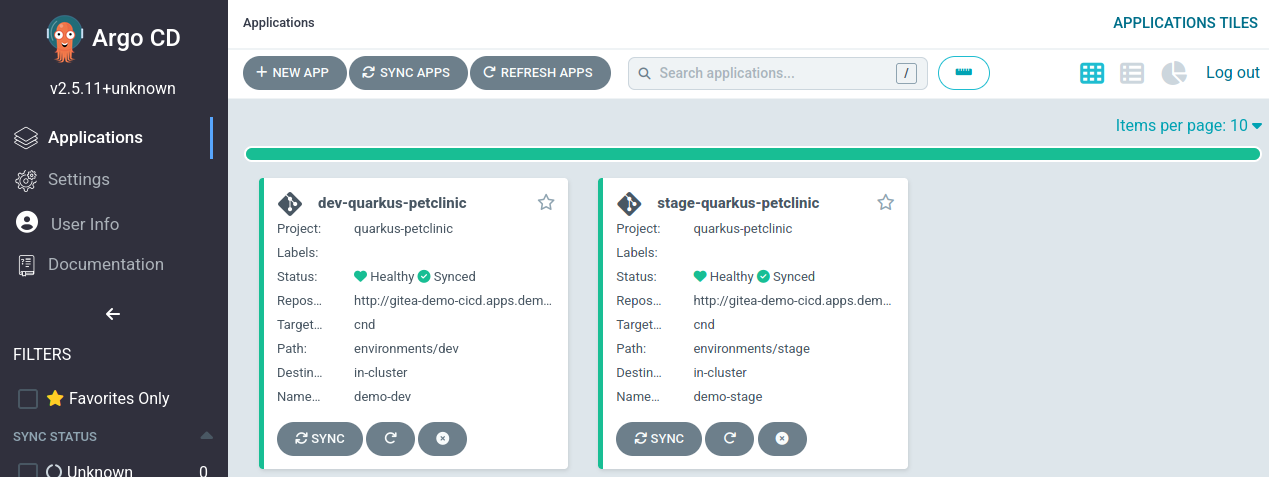 Argo CD
v2.5.11+unknown
Applications
Settings
User Info
Documentation
FILTERS
Favorites Only
SYNC STATUS
Unknown 0
Applications
APPLICATIONS TILES
NEW APP
SYNC APPS
REFRESH APPS
Search applications...
/
Log out
Items per page: 10
dev-quarkus-petclinic
Project: quarkus-petclinic
Labels:
Status: Healthy Synced
Repos... http://gitea-demo-cicd.apps.dem...
Target... cnd
Path: environments/dev
Destin... in-cluster
Name... demo-dev
SYNC
stage-quarkus-petclinic
Project: quarkus-petclinic
Labels:
Status: Healthy Synced
Repos... http://gitea-demo-cicd.apps.dem...
Target... cnd
Path: environments/stage
Destin... in-cluster
Name... demo-stage
SYNC